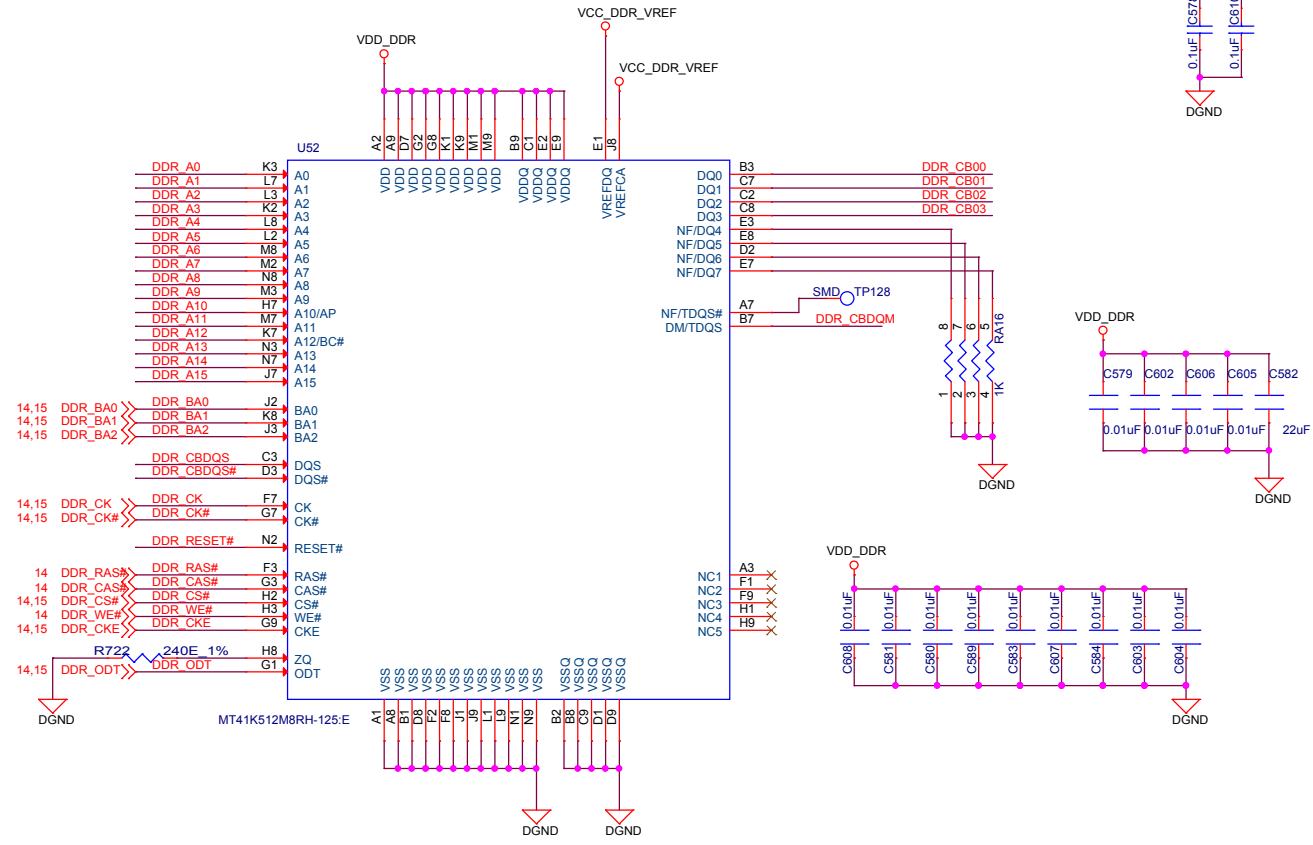 VCC_DDR_VREF
C578
0.1uF
0.1uF
DGND
VDD_DDR
VCC_DDR_VREF
U52
A2 A9 D7 G2 G8 K1 K9 M1 M9 B9 C1 E2 E9 E1 J8
VDD VDD VDD VDD VDD VDD VDD VDD VDD VDDQ VDDQ VDDQ VDDQ VREFDQ VREFCA
DDR_A0 K3 A0
DDR_A1 L7 A1
DDR_A2 L3 A2
DDR_A3 K2 A3
DDR_A4 L8 A4
DDR_A5 L2 A5
DDR_A6 M8 A6
DDR_A7 M2 A7
DDR_A8 N8 A8
DDR_A9 M3 A9
DDR_A10 H7 A10/AP
DDR_A11 M7 A11
DDR_A12 K7 A12/BC#
DDR_A13 N3 A13
DDR_A14 N7 A14
DDR_A15 J7 A15
14,15 DDR_BA0 DDR_BA0 J2 BA0
14,15 DDR_BA1 DDR_BA1 K8 BA1
14,15 DDR_BA2 DDR_BA2 J3 BA2
DDR_CBDQS C3 DQS
DDR_CBDQS# D3 DQS#
14,15 DDR_CK DDR_CK F7 CK
14,15 DDR_CK# DDR_CK# G7 CK#
DDR_RESET# N2 RESET#
14 DDR_RAS# DDR_RAS# F3 RAS#
14 DDR_CAS# DDR_CAS# G3 CAS#
14,15 DDR_CS# DDR_CS# H2 CS#
14 DDR_WE# DDR_WE# H3 WE#
14,15 DDR_CKE DDR_CKE G9 CKE
R722 240E_1% H8 ZQ
14,15 DDR_ODT DDR_ODT G1 ODT
DGND
DQ0 B3 DDR_CB00
DQ1 C7 DDR_CB01
DQ2 C2 DDR_CB02
DQ3 C8 DDR_CB03
NF/DQ4 E3
NF/DQ5 E8
NF/DQ6 D2
NF/DQ7 E7
NF/TDQS# A7 SMD TP128
DM/TDQS B7 DDR_CBDQM
8 7 6 5 RA16
1 2 3 4 1K
DGND
VDD_DDR
C579 C602 C606 C605 C582
0.01uF 0.01uF 0.01uF 0.01uF 22uF
DGND
NC1 A3
NC2 F1
NC3 F9
NC4 H1
NC5 H9
VDD_DDR
0.01uF 0.01uF 0.01uF 0.01uF 0.01uF 0.01uF 0.01uF 0.01uF 0.01uF
C608 C581 C580 C589 C583 C607 C584 C603 C604
DGND
VSS VSS VSS VSS VSS VSS VSS VSS VSS VSS VSS VSS VSSQ VSSQ VSSQ VSSQ VSSQ
MT41K512M8RH-125:E
A1 A8 B1 D8 F2 F8 J1 J9 L1 L9 N1 N9 B2 B8 C9 D1 D9
DGND
DGND